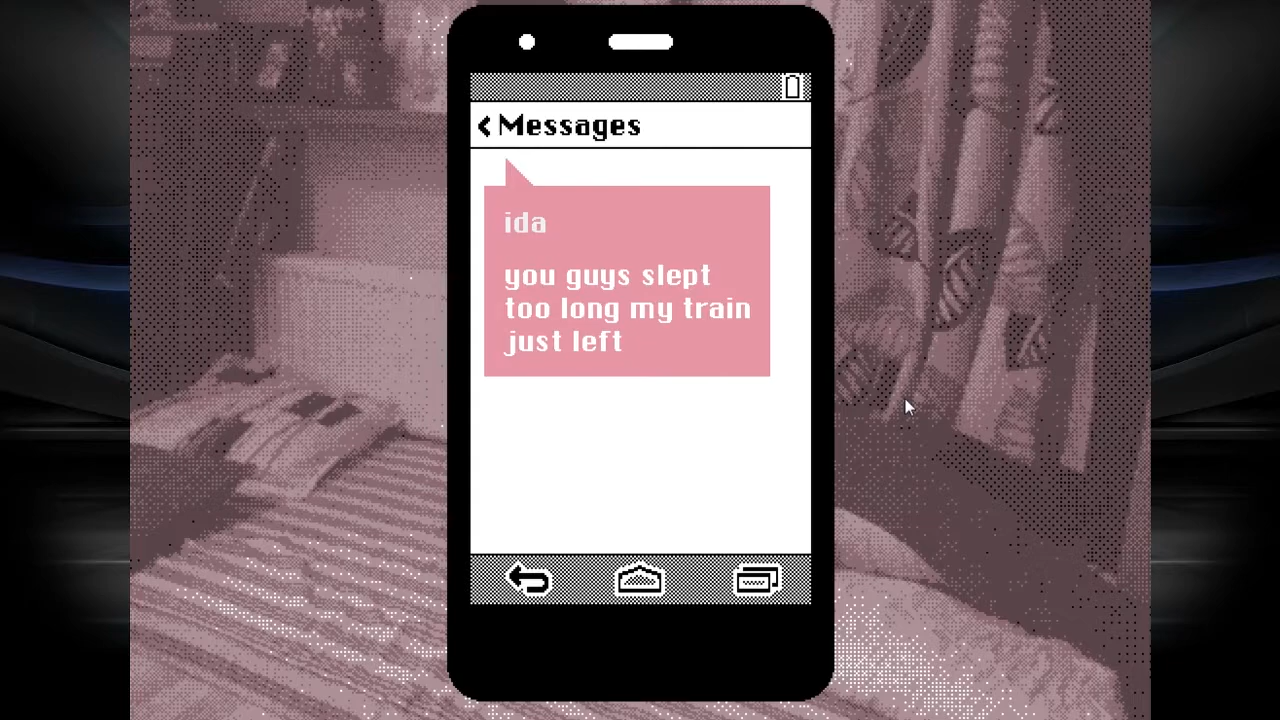 Messages
ida
you guys slept
too long my train
just left